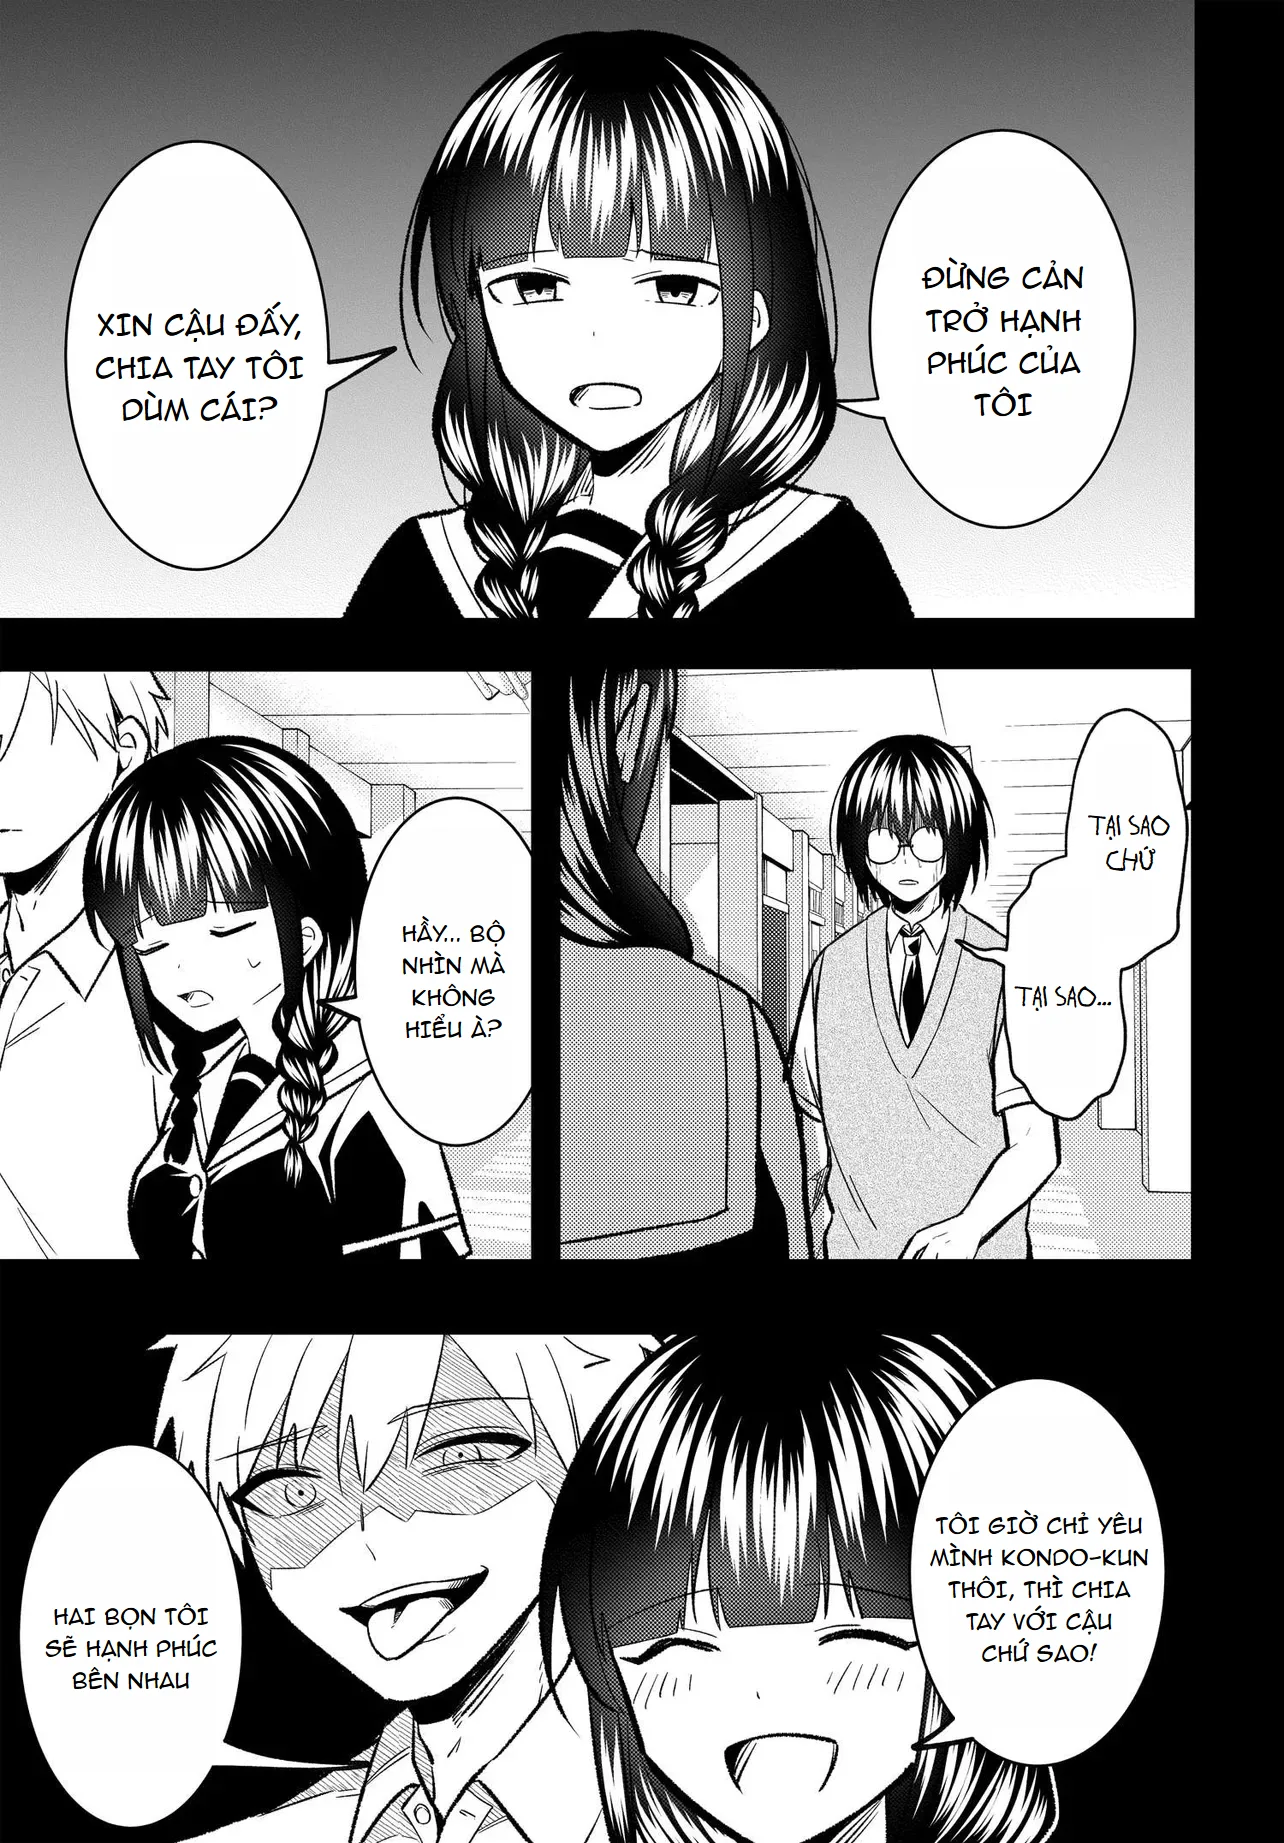 ĐỪNG CẢN
TRỞ HẠNH
PHÚC CỦA
TÔI
XIN CẬU ĐẤY,
CHIA TAY TÔI
DÙM CÁI?
TẠI SAO
CHỨ
TẠI SAO...
HẦY... BỘ
NHÌN MÀ
KHÔNG
HIỂU À?
TÔI GIỜ CHỈ YÊU
MÌNH KONDO-KUN
THÔI, THÌ CHIA
TAY VỚI CẬU
CHỨ SAO!
HAI BỌN TÔI
SẼ HẠNH PHÚC
BÊN NHAU